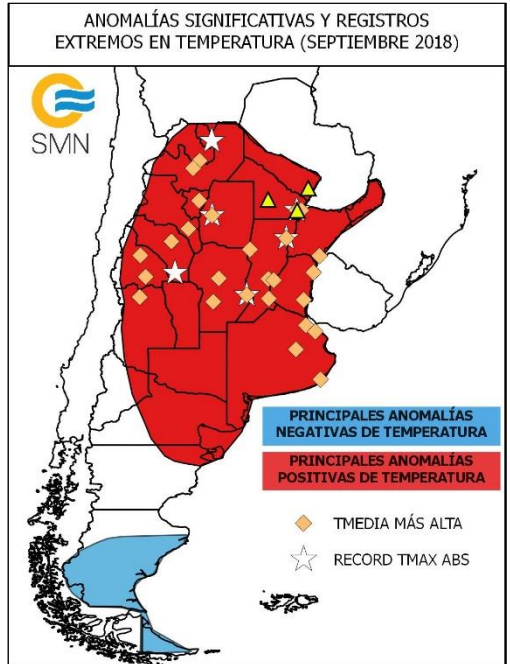 ANOMALÍAS SIGNIFICATIVAS Y REGISTROS
EXTREMOS EN TEMPERATURA (SEPTIEMBRE 2018)
SMN
PRINCIPALES ANOMALÍAS
NEGATIVAS DE TEMPERATURA
PRINCIPALES ANOMALÍAS
POSITIVAS DE TEMPERATURA
TMEDIA MÁS ALTA
RECORD TMAX ABS